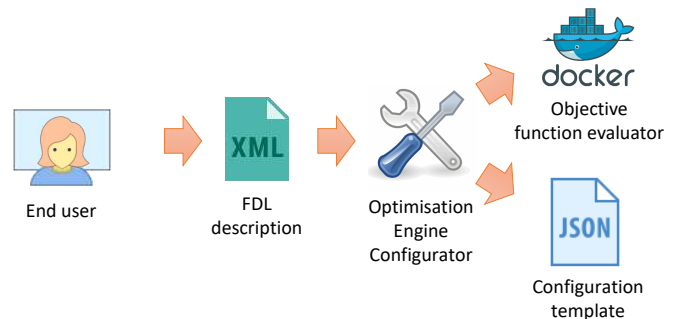 End user
XML
FDL
description
Optimisation
Engine
Configurator
docker
Objective
function evaluator
JSON
Configuration
template